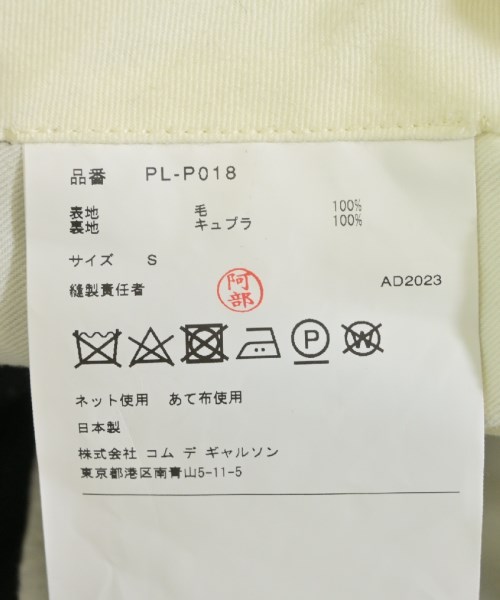 品番 PL-P018
表地 毛 100%
裏地 キュプラ 100%
サイズ S
縫製責任者 阿部 AD2023
P W
ネット使用 あて布使用
日本製
株式会社 コム デ ギャルソン
東京都港区南青山5-11-5